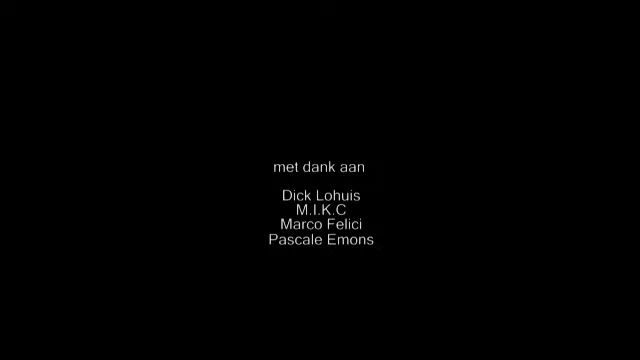 met dank aan
Dick Lohuis
M.I.K.C
Marco Felici
Pascale Emons